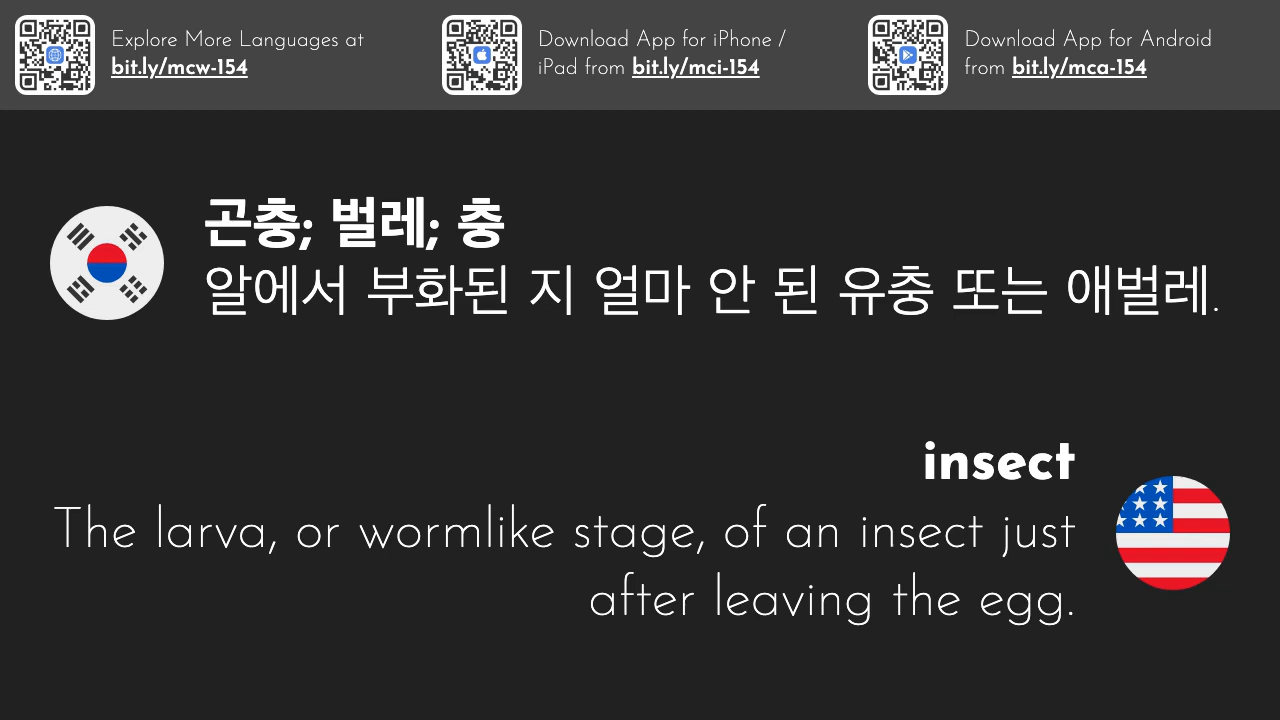 Explore More Languages at
bit.ly/mcw-154
Download App for iPhone /
iPad from bit.ly/mci-154
Download App for Android
from bit.ly/mca-154
곤충; 벌레; 충
알에서 부화된 지 얼마 안 된 유충 또는 애벌레.
insect
The larva, or wormlike stage, of an insect just
after leaving the egg.